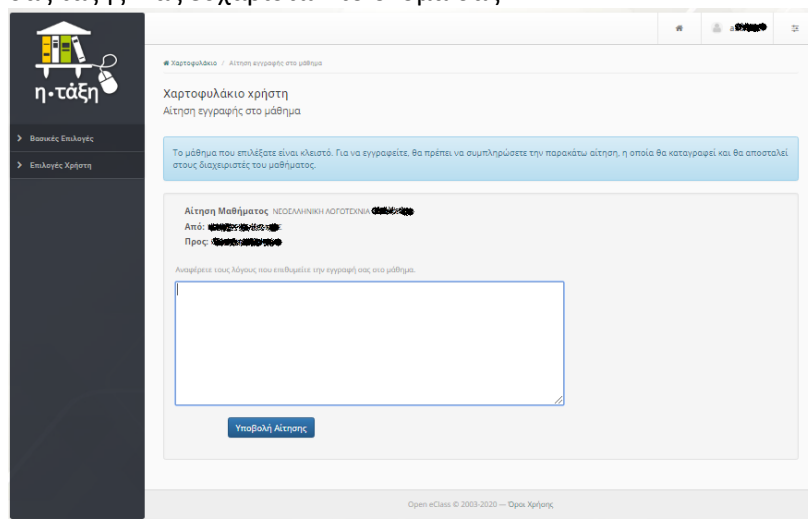 η·τάξη
Χαρτοφυλάκιο / Αίτηση εγγραφής στο μάθημα
Χαρτοφυλάκιο χρήστη
Αίτηση εγγραφής στο μάθημα
Βασικές Επιλογές
Επιλογές Χρήστη
Το μάθημα που επιλέξατε είναι κλειστό. Για να εγγραφείτε, θα πρέπει να συμπληρώσετε την παρακάτω αίτηση, η οποία θα καταγραφεί και θα αποσταλεί
στους διαχειριστές του μαθήματος.
Αίτηση Μαθήματος ΝΕΟΕΛΛΗΝΙΚΗ ΛΟΓΟΤΕΧΝΙΑ
Από:
Προς:
Αναφέρετε τους λόγους που επιθυμείτε την εγγραφή σας στο μάθημα.
Υποβολή Αίτησης
Open eClass © 2003-2020 — Όροι Χρήσης